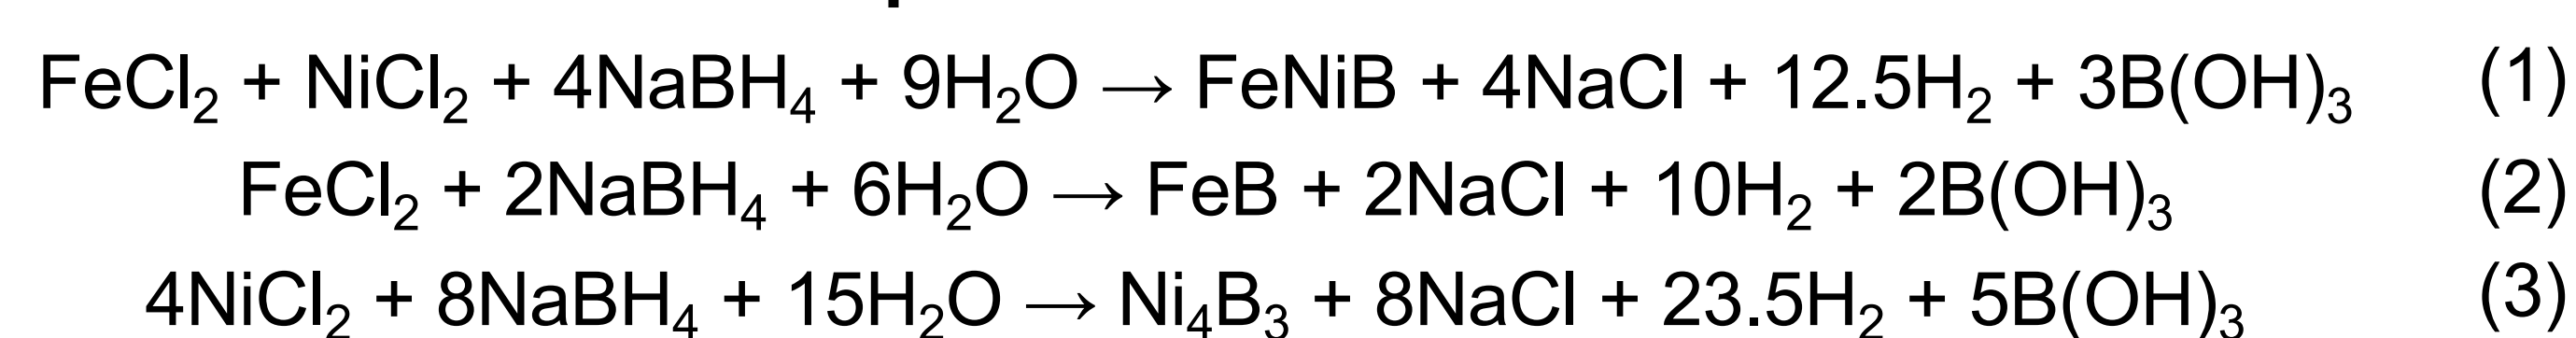 FeCl₂ + NiCl₂ + 4NaBH₄ + 9H₂O → FeNiB + 4NaCl + 12.5H₂ + 3B(OH)₃ (1)
FeCl₂ + 2NaBH₄ + 6H₂O → FeB + 2NaCl + 10H₂ + 2B(OH)₃ (2)
4NiCl₂ + 8NaBH₄ + 15H₂O → Ni₄B₃ + 8NaCl + 23.5H₂ + 5B(OH)₃ (3)